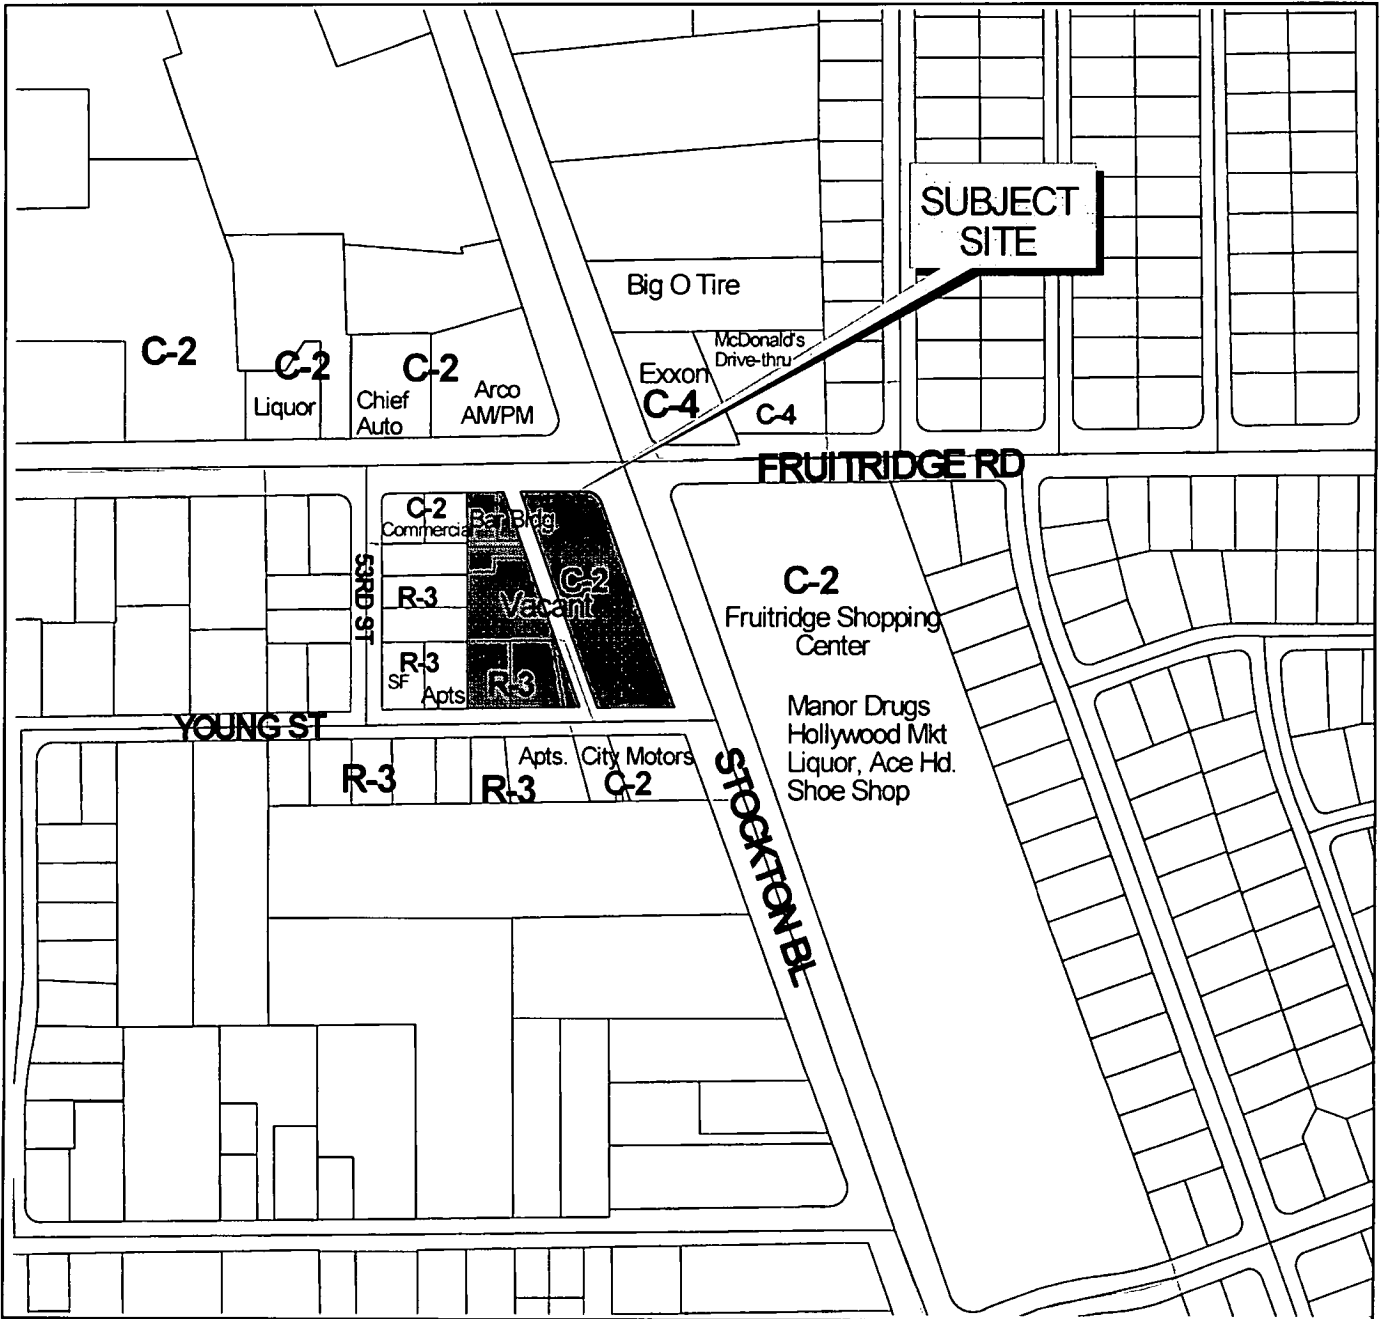 SUBJECT
SITE
Big O Tire
McDonald's
Drive-thru
Exxon
C-4
C-4
C-2
C-2
Liquor
C-2
Chief
Auto
Arco
AM/PM
FRUITRIDGE RD
C-2
Commercial
Bar Bldg
53RD ST
R-3
C-2
Vacant
R-3
SF
Apts
R-3
C-2
Fruitridge Shopping
Center
Manor Drugs
Hollywood Mkt
Liquor, Ace Hd.
Shoe Shop
YOUNG ST
R-3
Apts.
R-3
City Motors
C-2
STOCKTON BL